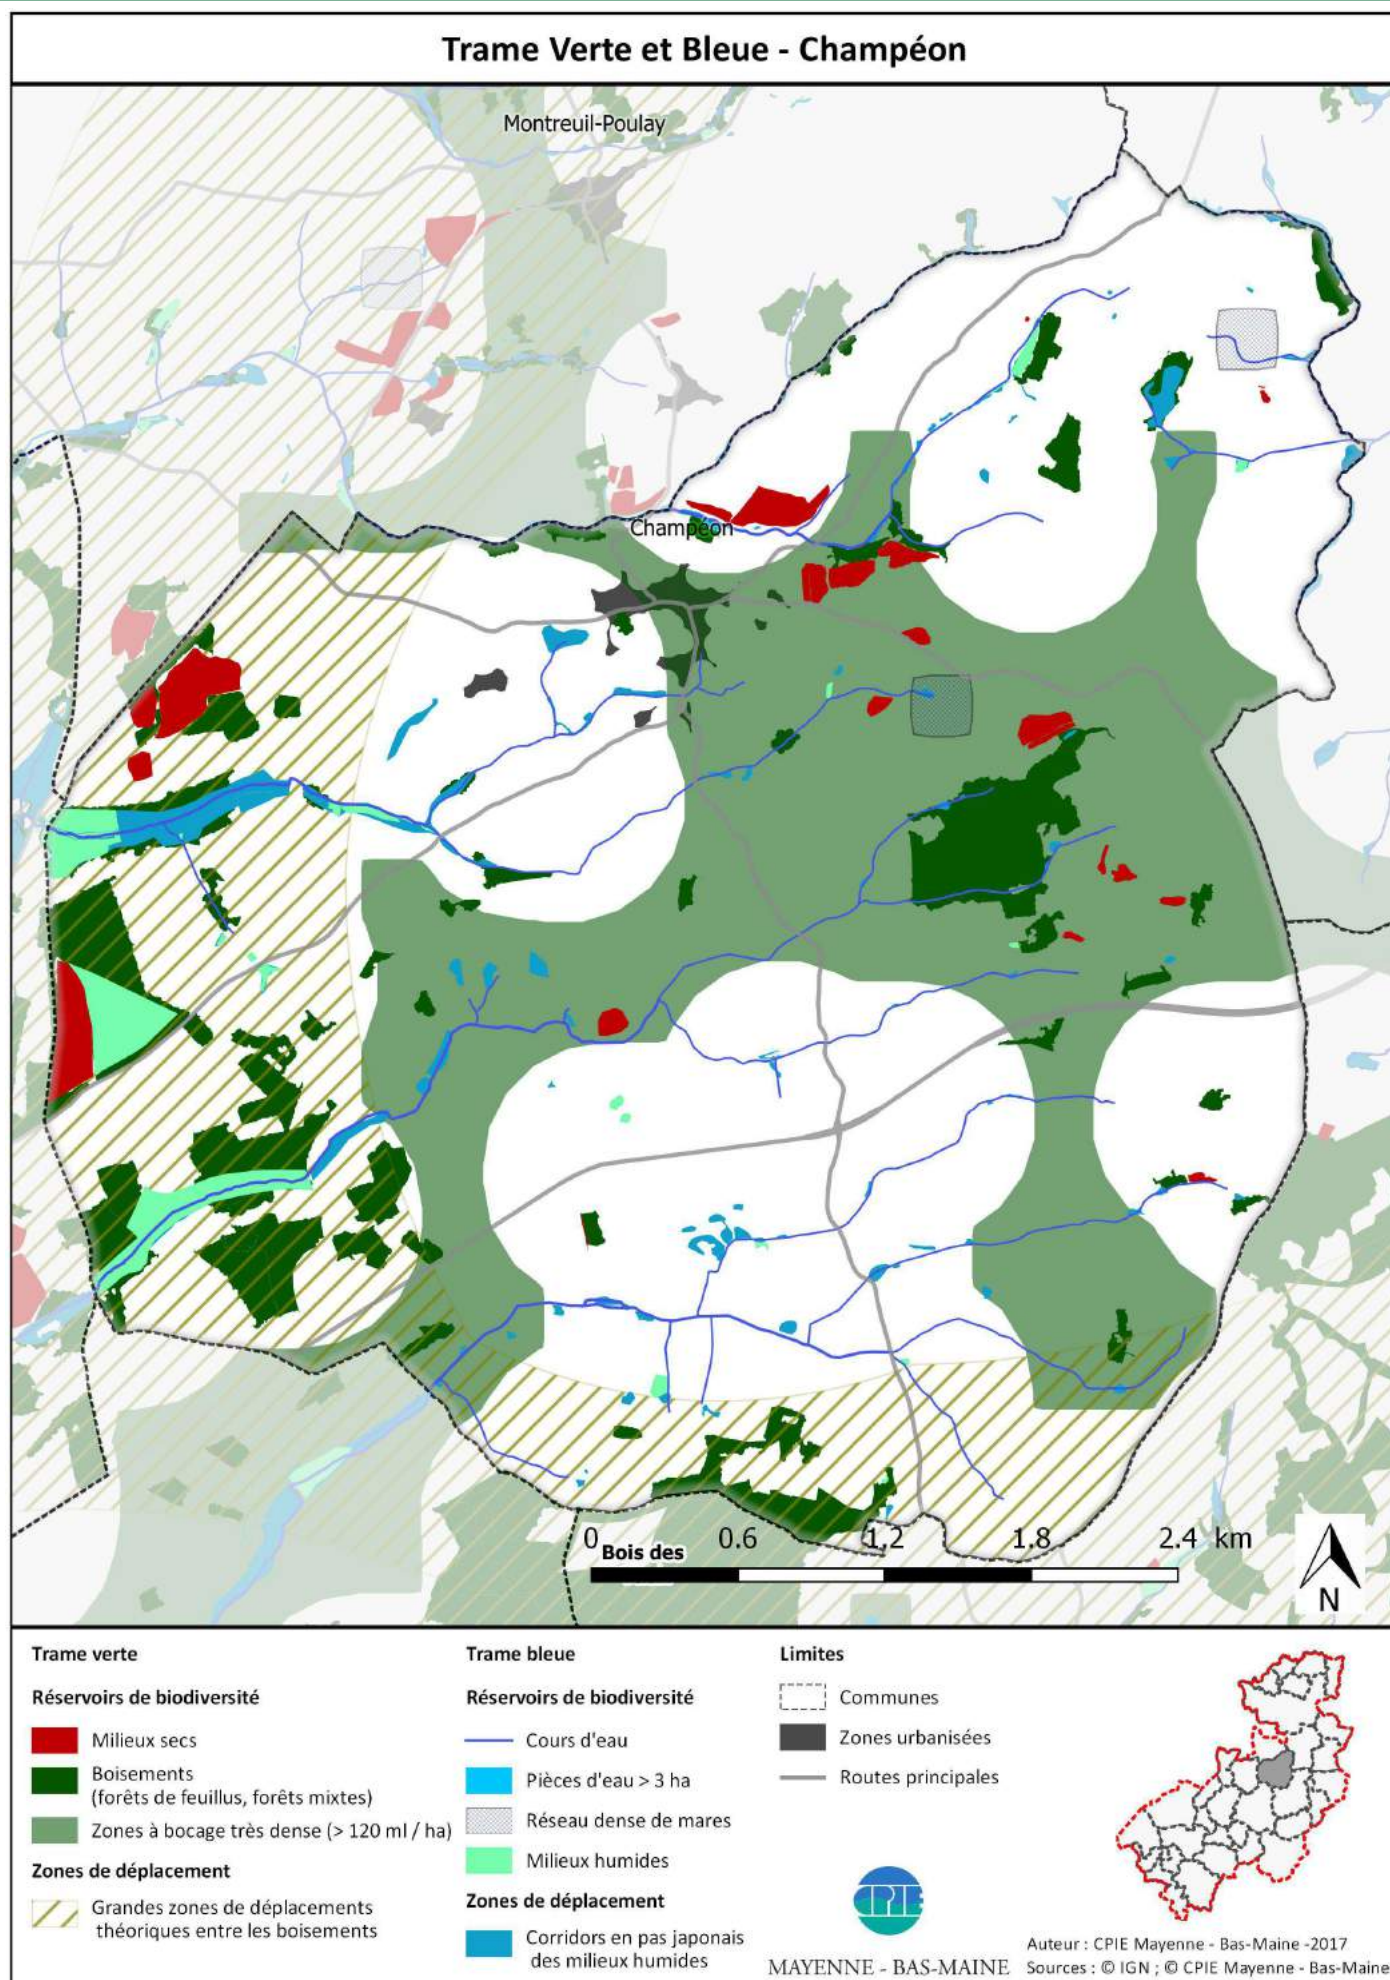 Trame Verte et Bleue - Champéon
Montreuil-Poulay
Champéon
0 0.6 1.2 1.8 2.4 km
Bois des
N
Trame verte
Réservoirs de biodiversité
Milieux secs
Boisements
(forêts de feuillus, forêts mixtes)
Zones à bocage très dense (> 120 ml / ha)
Zones de déplacement
Grandes zones de déplacements
théoriques entre les boisements
Trame bleue
Réservoirs de biodiversité
Cours d'eau
Pièces d'eau > 3 ha
Réseau dense de mares
Milieux humides
Zones de déplacement
Corridors en pas japonais
des milieux humides
Limites
Communes
Zones urbanisées
Routes principales
CPIE
MAYENNE - BAS-MAINE
Auteur : CPIE Mayenne - Bas-Maine -2017
Sources : © IGN ; © CPIE Mayenne - Bas-Maine